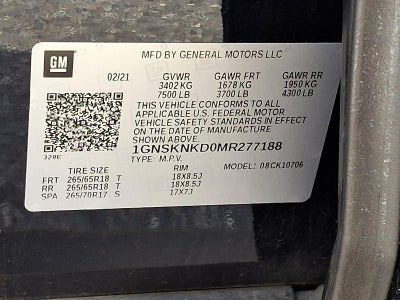 GM
MFD BY GENERAL MOTORS LLC
02/21 GVWR GAWR FRT GAWR RR
3402 KG 1678 KG 1950 KG
7500 LB 3700 LB 4300 LB
THIS VEHICLE CONFORMS TO ALL
APPLICABLE U.S. FEDERAL MOTOR
VEHICLE SAFETY STANDARDS IN EFFECT
ON THE DATE OF MANUFACTURE
SHOWN ABOVE.
329E
1GNSKNKD0MR277188
TYPE: M.P.V. MODEL: 08CK10706
TIRE SIZE RIM
FRT 265/65R18 T 18X8.5J
RR 265/65R18 T 18X8.5J
SPA 265/70R17 S 17X7J